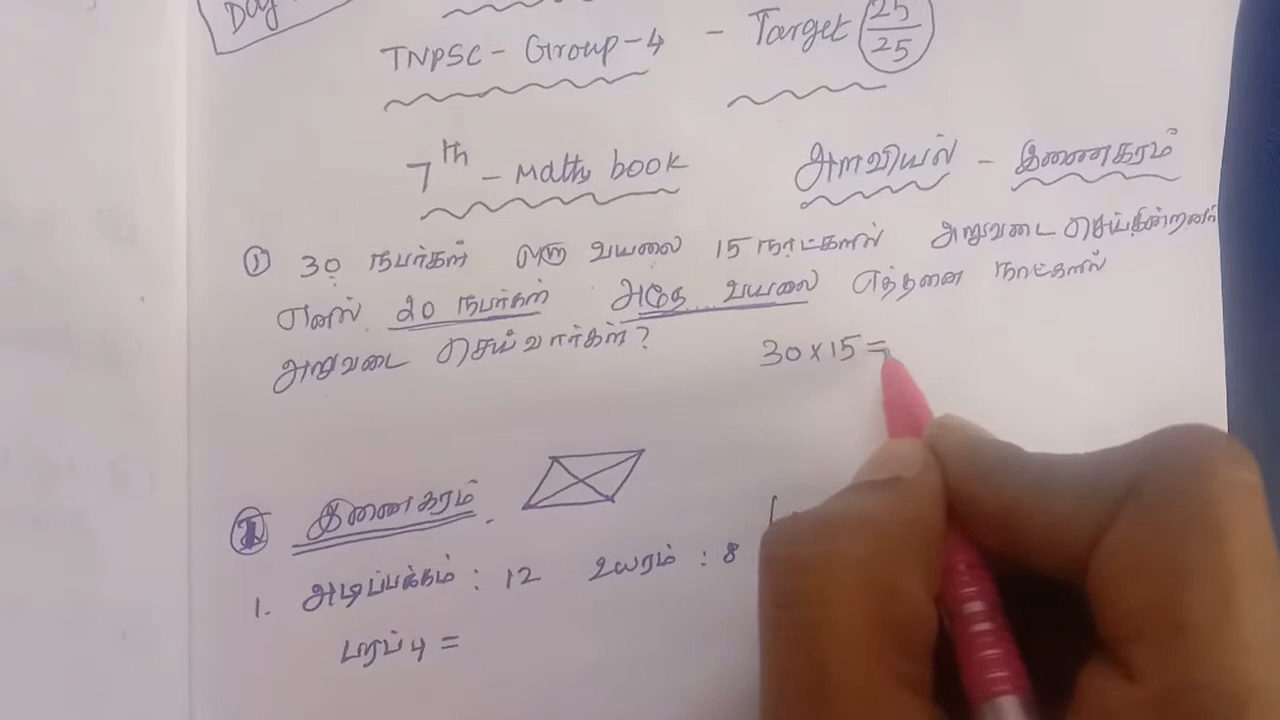 Day
TNPSC - Group-4 - Target 25/25
7th - Math book அளவியல் - இணைகரம்
① 30 நபர்கள் ஒரு வயலை 15 நாட்களில் அறுவடை செய்கின்றனர்
எனில் 20 நபர்கள் அதே வயலை எத்தனை நாட்களில்
அறுவடை செய்வார்கள்?
30 x 15 =
இணைகரம்.
1. அடிப்பக்கம் : 12 உயரம் : 8
பரப்பு =